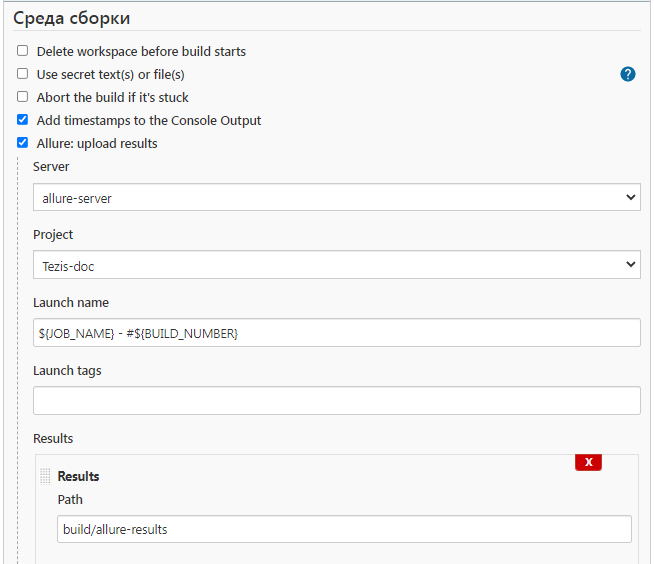 Среда сборки
Delete workspace before build starts
Use secret text(s) or file(s)
?
Abort the build if it's stuck
Add timestamps to the Console Output
Allure: upload results
Server
allure-server
Project
Tezis-doc
Launch name
${JOB_NAME} - #${BUILD_NUMBER}
Launch tags
Results
X
Results
Path
build/allure-results